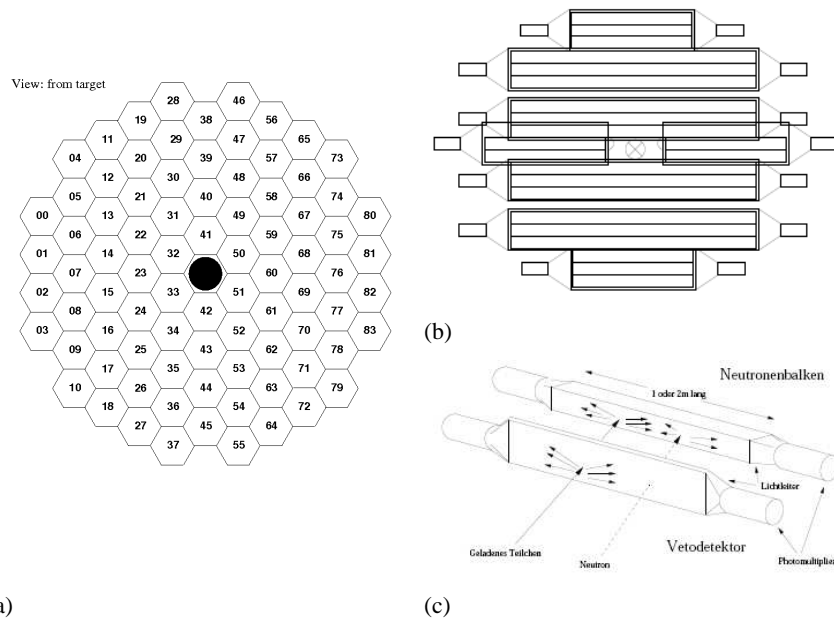 View: from target
28 46
19 38 56
11 29 47 65
04 20 39 57 73
12 30 48 66
05 21 40 58 74
00 13 31 49 67 80
06 22 41 59 75
01 14 32 50 68 81
07 23 60 76
02 15 33 51 69 82
08 24 42 61 77
03 16 34 52 70 83
09 25 43 62 78
17 35 53 71
10 26 44 63 79
18 36 54 72
27 45 64
37 55
a)
(b)
Neutronenbalken
1 oder 2m lang
Lichtleiter
Geladenes Teilchen
Neutron
Vetodetektor
Photomultiplier
(c)